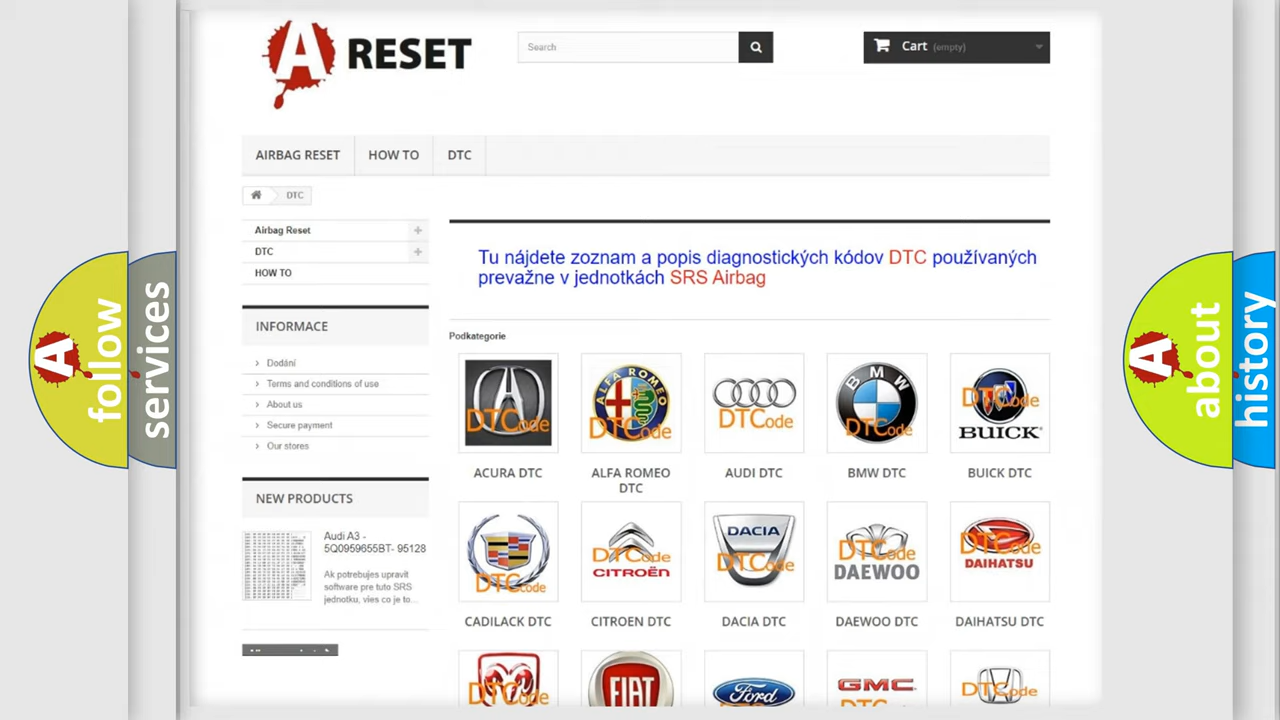 A RESET
Search
Cart (empty)
AIRBAG RESET
HOW TO
DTC
DTC
Airbag Reset
DTC
HOW TO
Tu nájdete zoznam a popis diagnostických kódov DTC používaných
prevažne v jednotkách SRS Airbag
INFORMACE
Dodání
Terms and conditions of use
About us
Secure payment
Our stores
NEW PRODUCTS
Audi A3 -
5Q0959655BT- 95128
Ak potrebujes upravit
software pre tuto SRS
jednotku, vies co je to...
Podkategorie
DTCode
ALFA ROMEO
DTCode
DTCode
BMW
DTCode
DTCode
BUICK
ACURA DTC
ALFA ROMEO
DTC
AUDI DTC
BMW DTC
BUICK DTC
DTCode
DTCode
CITROËN
DACIA
DTCode
DTCode
DAEWOO
DTCode
DAIHATSU
CADILACK DTC
CITROEN DTC
DACIA DTC
DAEWOO DTC
DAIHATSU DTC
DTCode
FIAT
Ford
GMC
DTCode
A follow
services
A about
history